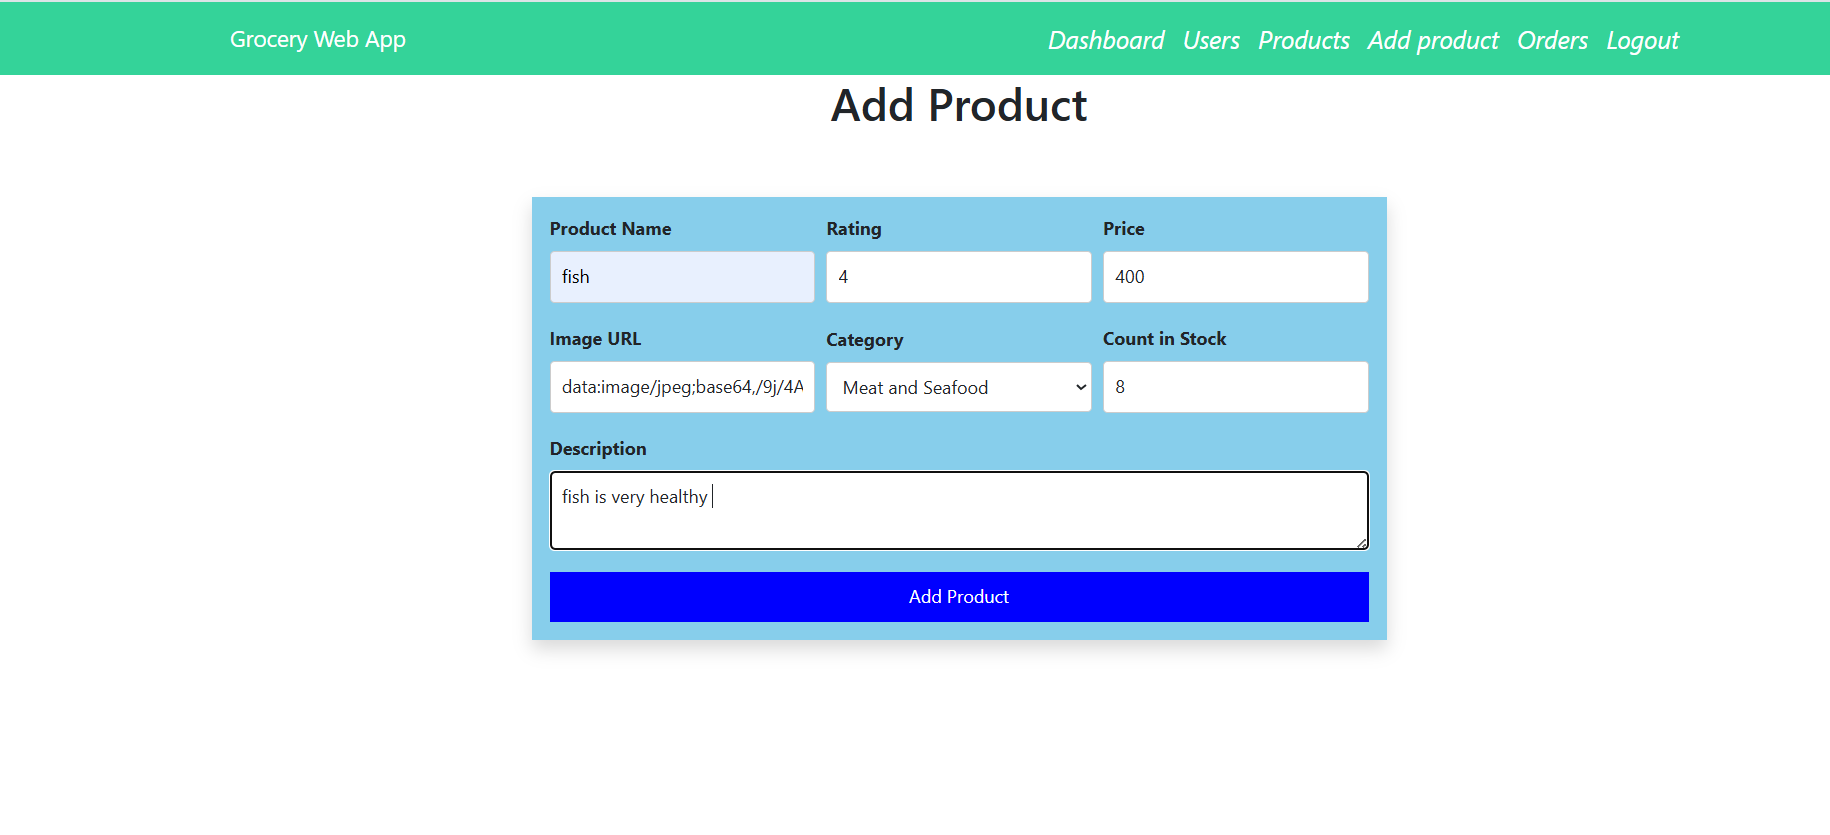 Grocery Web App Dashboard Users Products Add product Orders Logout
Add Product
Product Name Rating Price
fish 4 400
Image URL Category Count in Stock
data:image/jpeg;base64,/9j/4A Meat and Seafood 8
Description
fish is very healthy
Add Product